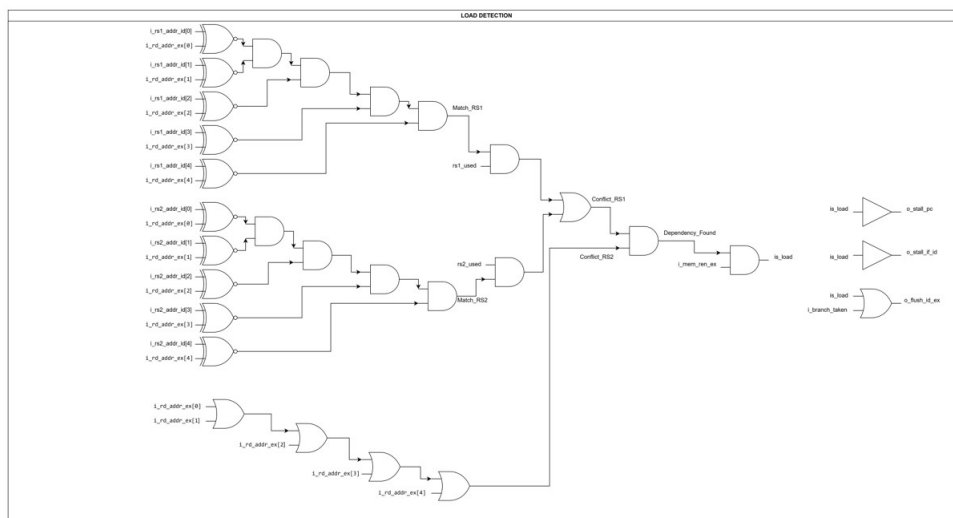 LOAD DETECTION
i_rs1_addr_id[0]
i_rd_addr_ex[0]
i_rs1_addr_id[1]
i_rd_addr_ex[1]
i_rs1_addr_id[2]
i_rd_addr_ex[2]
i_rs1_addr_id[3]
i_rd_addr_ex[3]
i_rs1_addr_id[4]
i_rd_addr_ex[4]
Match_RS1
rs1_used
i_rs2_addr_id[0]
i_rd_addr_ex[0]
i_rs2_addr_id[1]
i_rd_addr_ex[1]
i_rs2_addr_id[2]
i_rd_addr_ex[2]
i_rs2_addr_id[3]
i_rd_addr_ex[3]
i_rs2_addr_id[4]
i_rd_addr_ex[4]
rs2_used
Match_RS2
Conflict_RS1
Conflict_RS2
Dependency_Found
i_mem_ren_ex
is_load
is_load
o_stall_pc
is_load
o_stall_if_id
is_load
i_branch_taken
o_flush_id_ex
i_rd_addr_ex[0]
i_rd_addr_ex[1]
i_rd_addr_ex[2]
i_rd_addr_ex[3]
i_rd_addr_ex[4]